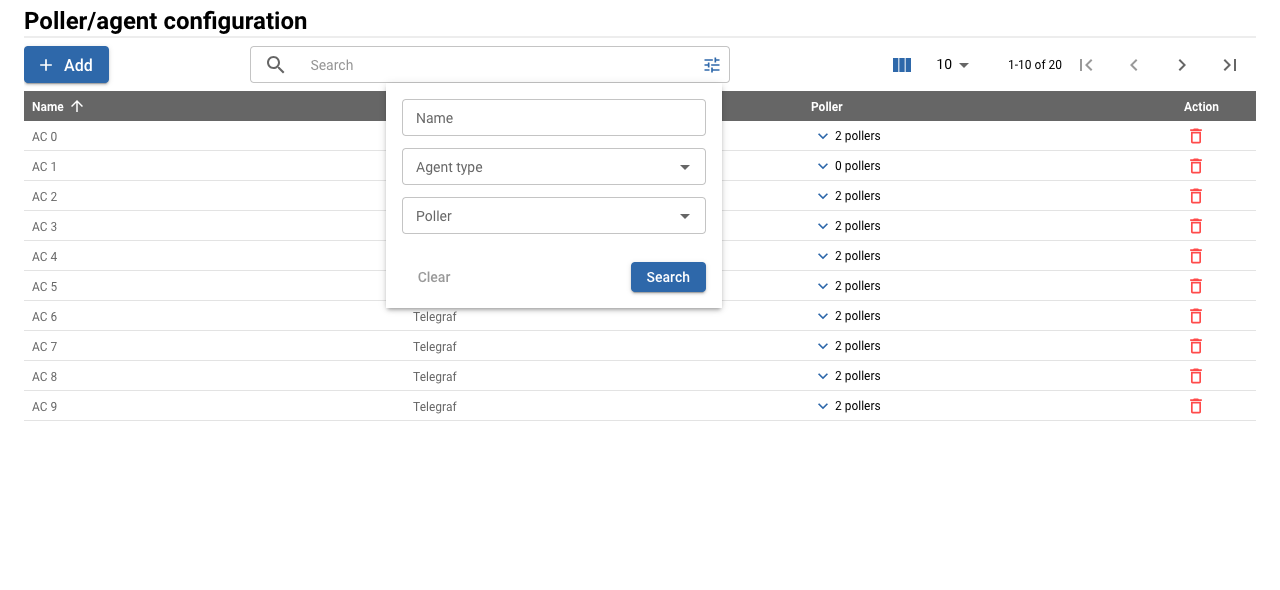 Poller/agent configuration
Add
Search
10
1-10 of 20
Name
Poller
Action
Name
Agent type
Poller
Clear
Search
AC 0
2 pollers
AC 1
0 pollers
AC 2
2 pollers
AC 3
2 pollers
AC 4
2 pollers
AC 5
2 pollers
AC 6
Telegraf
2 pollers
AC 7
Telegraf
2 pollers
AC 8
Telegraf
2 pollers
AC 9
Telegraf
2 pollers